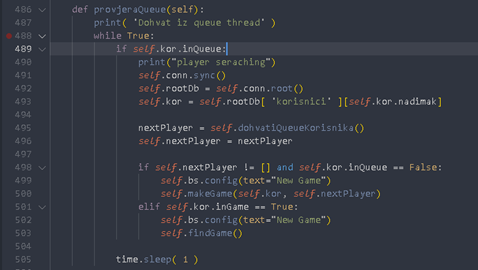 486 def provjeraQueue(self):
487 print( 'Dohvat iz queue thread' )
488 while True:
489 if self.kor.inQueue:
490 print("player seraching")
491 self.conn.sync()
492 self.rootDb = self.conn.root()
493 self.kor = self.rootDb[ 'korisnici' ][self.kor.nadimak]
494
495 nextPlayer = self.dohvatiQueueKorisnika()
496 self.nextPlayer = nextPlayer
497
498 if self.nextPlayer != [] and self.kor.inQueue == False:
499 self.bs.config(text="New Game")
500 self.makeGame(self.kor, self.nextPlayer)
501 elif self.kor.inGame == True:
502 self.bs.config(text="New Game")
503 self.findGame()
504
505 time.sleep( 1 )